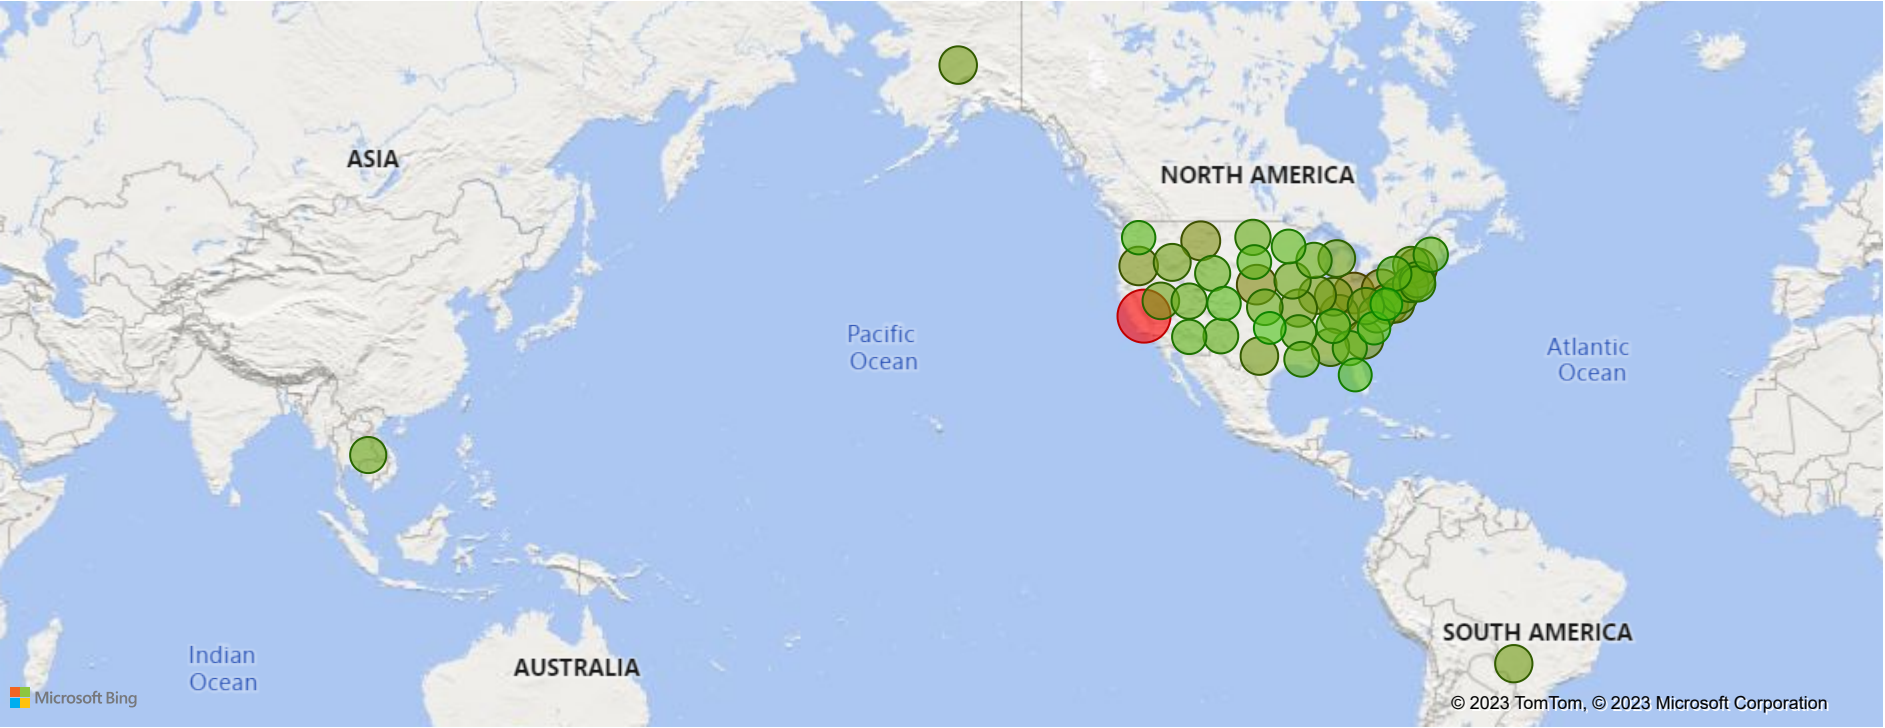 ASIA
NORTH AMERICA
Pacific
Ocean
Atlantic
Ocean
SOUTH AMERICA
Indian
Ocean
AUSTRALIA
Microsoft Bing
© 2023 TomTom, © 2023 Microsoft Corporation